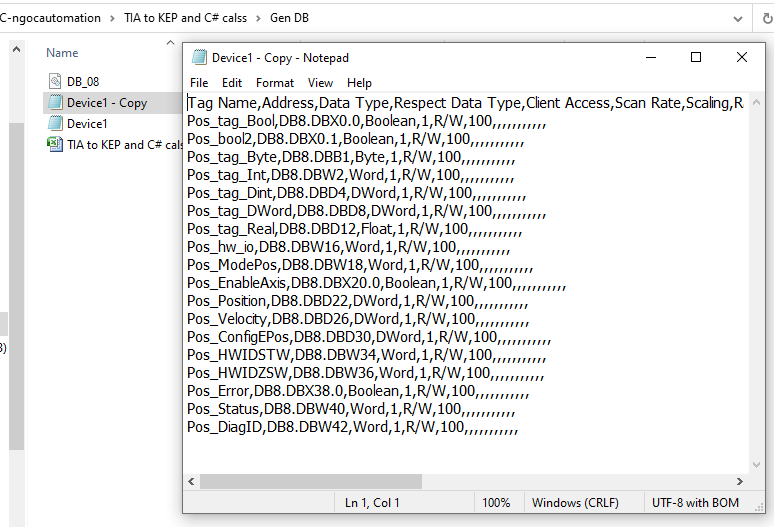 C-ngocautomation > TIA to KEP and C# calss > Gen DB
Name
DB_08
Device1 - Copy
Device1
TIA to KEP and C# cals
Device1 - Copy - Notepad
File Edit Format View Help
Tag Name,Address,Data Type,Respect Data Type,Client Access,Scan Rate,Scaling,R
Pos_tag_Bool,DB8.DBX0.0,Boolean,1,R/W,100,,,,,,,,,,,
Pos_bool2,DB8.DBX0.1,Boolean,1,R/W,100,,,,,,,,,,,
Pos_tag_Byte,DB8.DBB1,Byte,1,R/W,100,,,,,,,,,,,
Pos_tag_Int,DB8.DBW2,Word,1,R/W,100,,,,,,,,,,,
Pos_tag_Dint,DB8.DBD4,DWord,1,R/W,100,,,,,,,,,,,
Pos_tag_DWord,DB8.DBD8,DWord,1,R/W,100,,,,,,,,,,,
Pos_tag_Real,DB8.DBD12,Float,1,R/W,100,,,,,,,,,,,
Pos_hw_io,DB8.DBW16,Word,1,R/W,100,,,,,,,,,,,
Pos_ModePos,DB8.DBW18,Word,1,R/W,100,,,,,,,,,,,
Pos_EnableAxis,DB8.DBX20.0,Boolean,1,R/W,100,,,,,,,,,,,
Pos_Position,DB8.DBD22,DWord,1,R/W,100,,,,,,,,,,,
Pos_Velocity,DB8.DBD26,DWord,1,R/W,100,,,,,,,,,,,
Pos_ConfigEPos,DB8.DBD30,DWord,1,R/W,100,,,,,,,,,,,
Pos_HWIDSTW,DB8.DBW34,Word,1,R/W,100,,,,,,,,,,,
Pos_HWIDZSW,DB8.DBW36,Word,1,R/W,100,,,,,,,,,,,
Pos_Error,DB8.DBX38.0,Boolean,1,R/W,100,,,,,,,,,,,
Pos_Status,DB8.DBW40,Word,1,R/W,100,,,,,,,,,,,
Pos_DiagID,DB8.DBW42,Word,1,R/W,100,,,,,,,,,,,
3)
Ln 1, Col 1 100% Windows (CRLF) UTF-8 with BOM